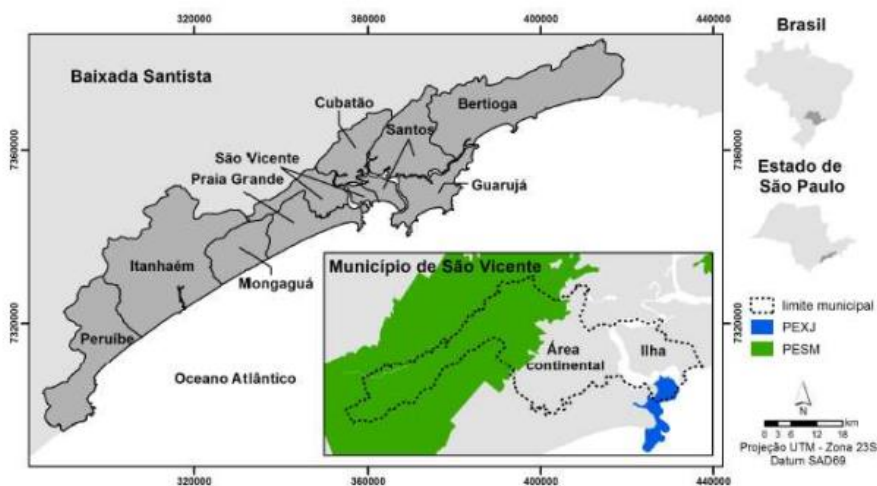 320000
360000
400000
440000
Brasil
Baixada Santista
Cubatão
Santos
Bertioga
7360000
7360000
São Vicente
Praia Grande
Guarujá
Estado de
São Paulo
Itanhaém
Mongaguá
Município de São Vicente
limite municipal
7320000
7320000
Peruíbe
Área
continental
Ilha
PEXJ
PESM
Oceano Atlântico
N
km
0 3 6 12 18
Projeção UTM - Zona 23S
Datum SAD69
320000
360000
400000
440000